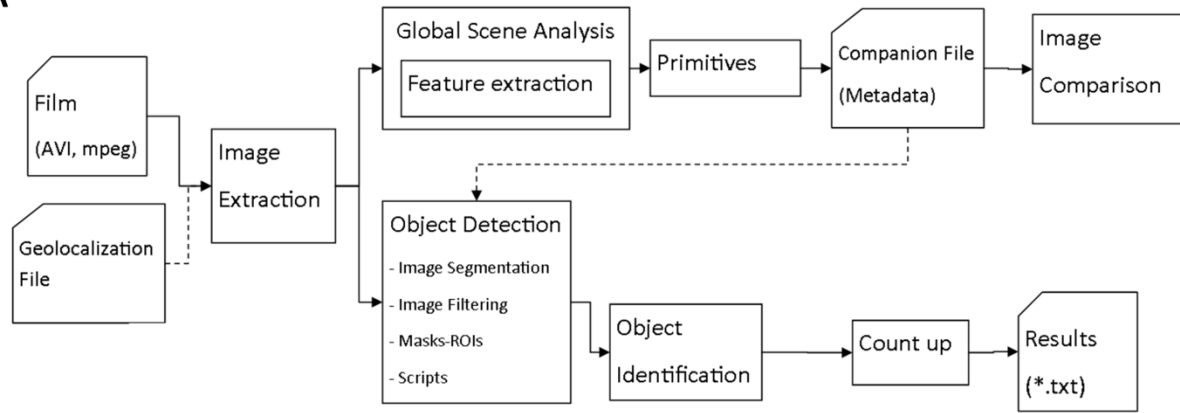 Film
(AVI, mpeg)
Geolocalization
File
Image
Extraction
Global Scene Analysis
Feature extraction
Primitives
Companion File
(Metadata)
Image
Comparison
Object Detection
- Image Segmentation
- Image Filtering
- Masks-ROIs
- Scripts
Object
Identification
Count up
Results
(*.txt)